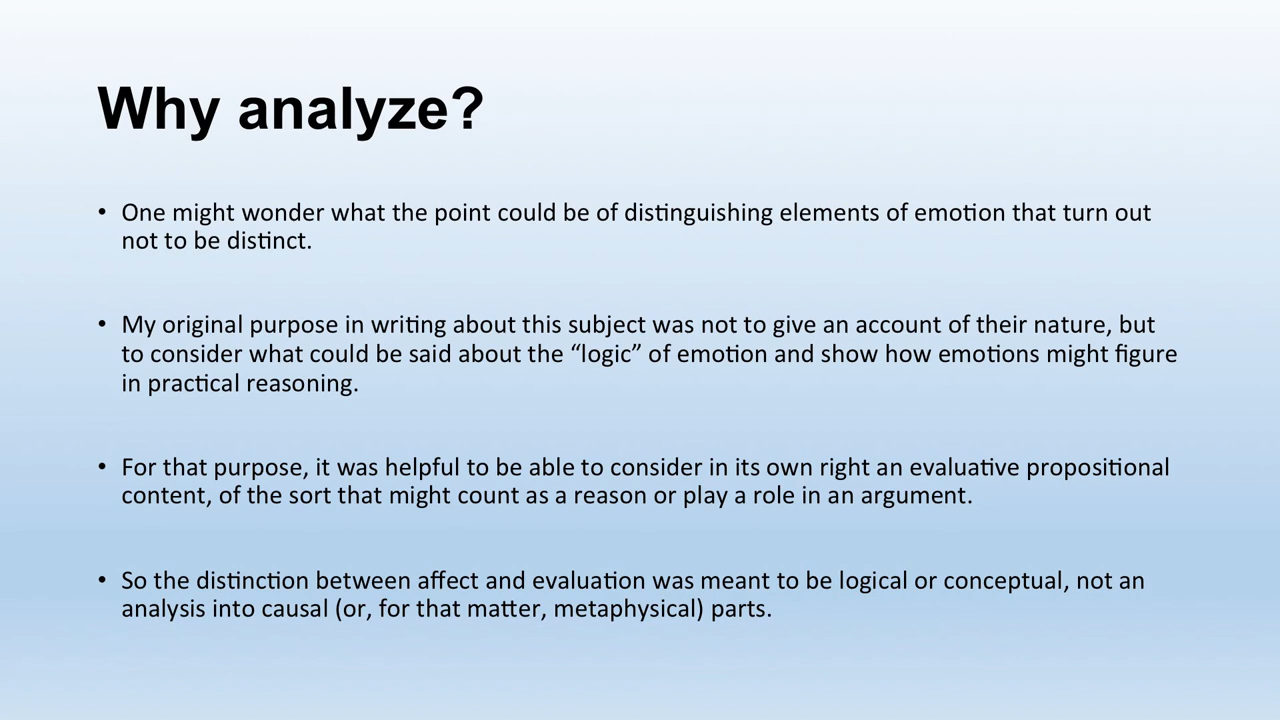 Why analyze?
• One might wonder what the point could be of distinguishing elements of emotion that turn out
not to be distinct.
• My original purpose in writing about this subject was not to give an account of their nature, but
to consider what could be said about the “logic” of emotion and show how emotions might figure
in practical reasoning.
• For that purpose, it was helpful to be able to consider in its own right an evaluative propositional
content, of the sort that might count as a reason or play a role in an argument.
• So the distinction between affect and evaluation was meant to be logical or conceptual, not an
analysis into causal (or, for that matter, metaphysical) parts.